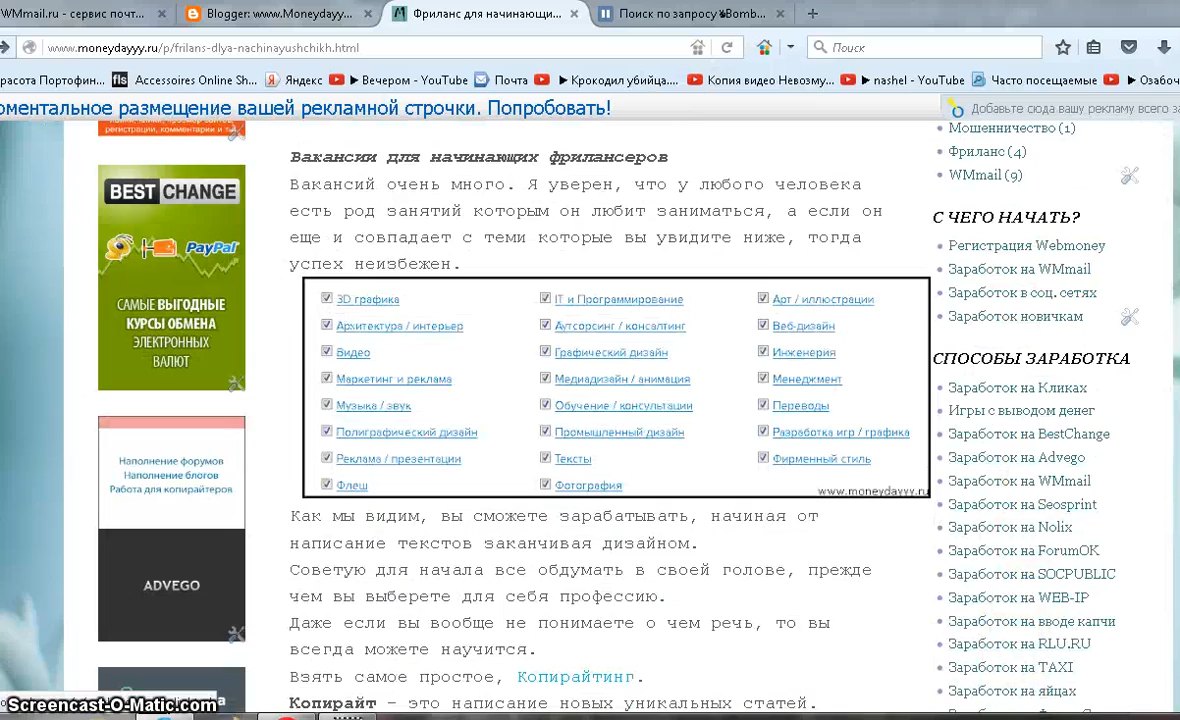 WMmail.ru - сервис почт...
Blogger: www.Moneydayy...
Фриланс для начинающи...
Поиск по запросу «Bomb...
www.moneydayyy.ru/p/frilans-dlya-nachinayushchikh.html
Поиск
расота Портофин...
fls Accessoires Online Sh...
Яндекс
Вечером - YouTube
Почта
Крокодил убийца....
Копия видео Невозму...
nashel - YouTube
Часто посещаемые
Озабоч
оментальное размещение вашей рекламной строчки. Попробовать!
Добавьте сюда вашу рекламу всего за
регистрации, комментарии и т
BEST CHANGE
PayPal
САМЫЕ ВЫГОДНЫЕ
КУРСЫ ОБМЕНА
ЭЛЕКТРОННЫХ
ВАЛЮТ
Наполнение форумов
Наполнение блогов
Работа для копирайтеров
ADVEGO
Вакансии для начинающих фрилансеров
Вакансий очень много. Я уверен, что у любого человека
есть род занятий которым он любит заниматься, а если он
еще и совпадает с теми которые вы увидите ниже, тогда
успех неизбежен.
3D графика
IT и Программирование
Арт / иллюстрации
Архитектура / интерьер
Аутсорсинг / консалтинг
Веб-дизайн
Видео
Графический дизайн
Инженерия
Маркетинг и реклама
Медиадизайн / анимация
Менеджмент
Музыка / звук
Обучение / консультации
Переводы
Полиграфический дизайн
Промышленный дизайн
Разработка игр / графика
Реклама / презентации
Тексты
Фирменный стиль
Флеш
Фотография
www.moneydayyy.ru
Как мы видим, вы сможете зарабатывать, начиная от
написание текстов заканчивая дизайном.
Советую для начала все обдумать в своей голове, прежде
чем вы выберете для себя профессию.
Даже если вы вообще не понимаете о чем речь, то вы
всегда можете научится.
Взять самое простое, Копирайтинг.
Копирайт - это написание новых уникальных статей.
Мошенничество (1)
Фриланс (4)
WMmail (9)
С ЧЕГО НАЧАТЬ?
Регистрация Webmoney
Заработок на WMmail
Заработок в соц. сетях
Заработок новичкам
СПОСОБЫ ЗАРАБОТКА
Заработок на Кликах
Игры с выводом денег
Заработок на BestChange
Заработок на Advego
Заработок на WMmail
Заработок на Seosprint
Заработок на Nolix
Заработок на ForumOK
Заработок на SOCPUBLIC
Заработок на WEB-IP
Заработок на вводе капчи
Заработок на RLU.RU
Заработок на TAXI
Заработок на яйцах
Screencast-O-Matic.com